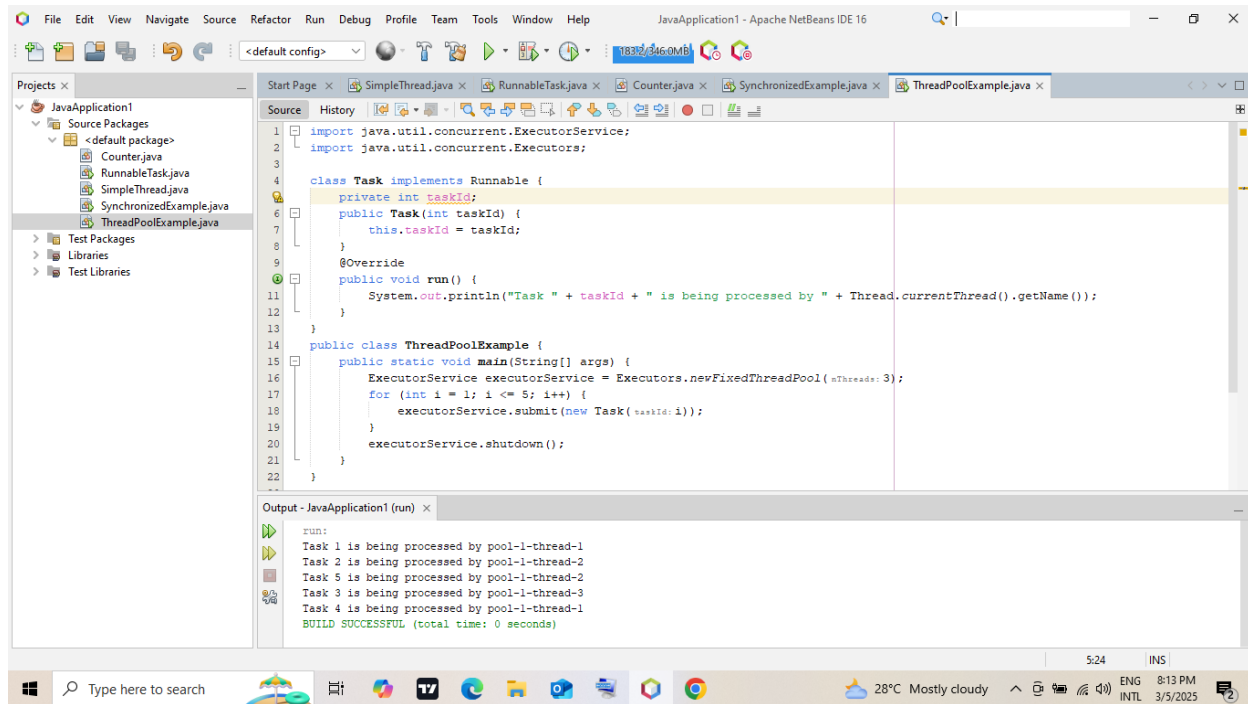 File Edit View Navigate Source Refactor Run Debug Profile Team Tools Window Help JavaApplication1 - Apache NetBeans IDE 16
<default config> 183.2/346.0MB
Projects
JavaApplication1
Source Packages
<default package>
Counter.java
RunnableTask.java
SimpleThread.java
SynchronizedExample.java
ThreadPoolExample.java
Test Packages
Libraries
Test Libraries
Start Page SimpleThread.java RunnableTask.java Counter.java SynchronizedExample.java ThreadPoolExample.java
Source History
1 import java.util.concurrent.ExecutorService;
2 import java.util.concurrent.Executors;
3
4 class Task implements Runnable {
private int taskId;
6 public Task(int taskId) {
7 this.taskId = taskId;
8 }
9 @Override
public void run() {
11 System.out.println("Task " + taskId + " is being processed by " + Thread.currentThread().getName());
12 }
13 }
14 public class ThreadPoolExample {
15 public static void main(String[] args) {
16 ExecutorService executorService = Executors.newFixedThreadPool( nThreads: 3);
17 for (int i = 1; i <= 5; i++) {
18 executorService.submit(new Task( taskId: i));
19 }
20 executorService.shutdown();
21 }
22 }
Output - JavaApplication1 (run)
run:
Task 1 is being processed by pool-1-thread-1
Task 2 is being processed by pool-1-thread-2
Task 5 is being processed by pool-1-thread-2
Task 3 is being processed by pool-1-thread-3
Task 4 is being processed by pool-1-thread-1
BUILD SUCCESSFUL (total time: 0 seconds)
5:24 INS
Type here to search 28°C Mostly cloudy ENG INTL 8:13 PM 3/5/2025 2